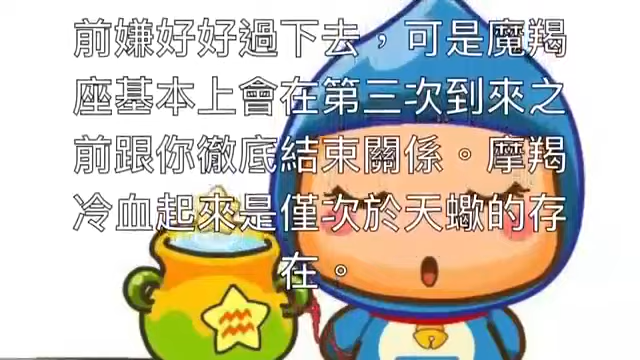 前嫌好好過下去，可是魔羯
座基本上會在第三次到來之
前跟你徹底結束關係。摩羯
冷血起來是僅次於天蠍的存
在。